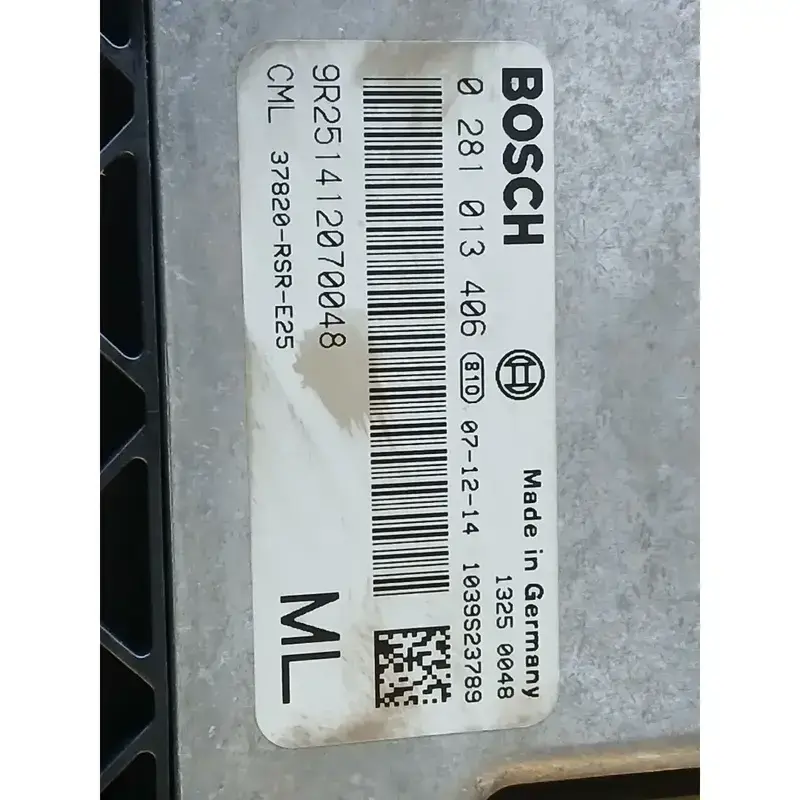 BOSCH
Made in Germany
1325 0048
0 281 013 406 810 07-12-14 1039S23789
9R251412070048
CML 37820-RSR-E25
ML